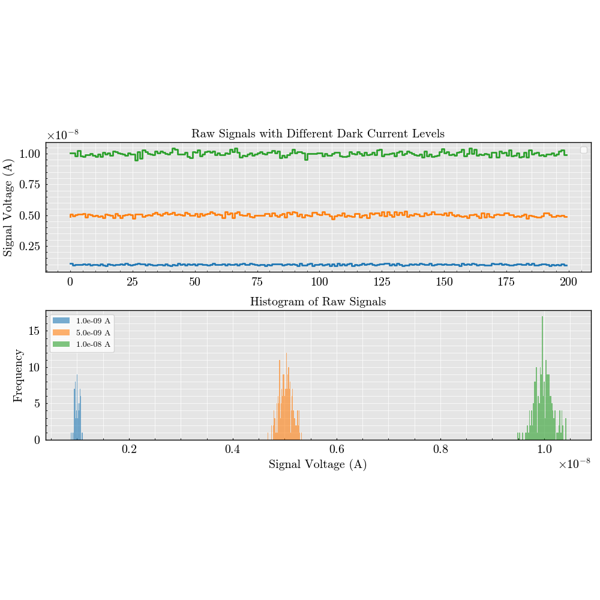 Raw Signals with Different Dark Current Levels
×10⁻⁸
Signal Voltage (A)
1.00
0.75
0.50
0.25
0 25 50 75 100 125 150 175 200
Histogram of Raw Signals
Frequency
15
10
5
0
1.0e-09 A
5.0e-09 A
1.0e-08 A
0.2 0.4 0.6 0.8 1.0
Signal Voltage (A)
×10⁻⁸